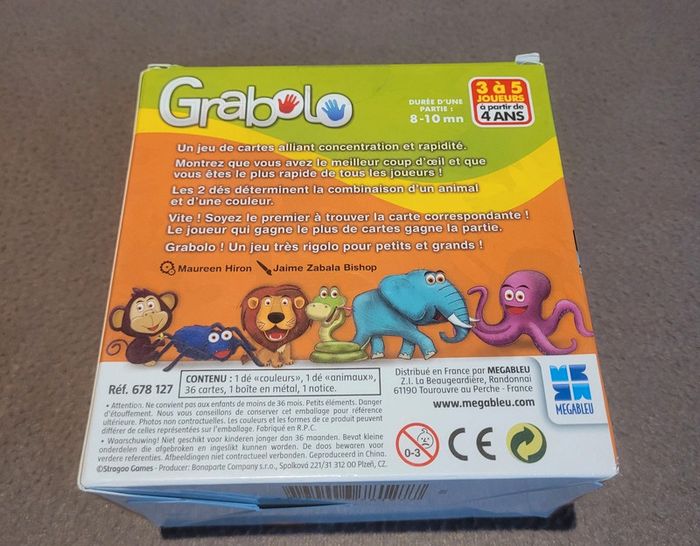 Grabolo
DURÉE D'UNE
PARTIE :
8-10 mn
3 à 5
JOUEURS
à partir de
4 ANS
Un jeu de cartes alliant concentration et rapidité.
Montrez que vous avez le meilleur coup d'œil et que
vous êtes le plus rapide de tous les joueurs !
Les 2 dés déterminent la combinaison d'un animal
et d'une couleur.
Vite ! Soyez le premier à trouver la carte correspondante !
Le joueur qui gagne le plus de cartes gagne la partie.
Grabolo ! Un jeu très rigolo pour petits et grands !
Maureen Hiron Jaime Zabala Bishop
Réf. 678 127
CONTENU : 1 dé «couleurs», 1 dé «animaux»,
36 cartes, 1 boîte en métal, 1 notice.
Distribué en France par MEGABLEU
Z.I. La Beaugeardière, Randonnai
61190 Tourouvre au Perche - France
www.megableu.com
MEGABLEU
• Attention. Ne convient pas aux enfants de moins de 36 mois. Petits éléments. Danger
d'étouffement. Nous vous conseillons de conserver cet emballage pour référence
ultérieure. Photos non contractuelles. Les couleurs et les formes de ce produit peuvent
différer de celles représentées sur l'emballage. Fabriqué en R.P.C.
• Waarschuwing! Niet geschikt voor kinderen jonger dan 36 maanden. Bevat kleine
onderdelen die ingeslikt kunnen worden. De doos bewaren voor
verdere referenties. Afbeeldingen niet contractueel verbindend. Geproduceerd in China.
©Stragoo Games - Producer: Bonaparte Company s.r.o., Spolková 221/31 312 00 Plzeň, CZ.
0-3
CE